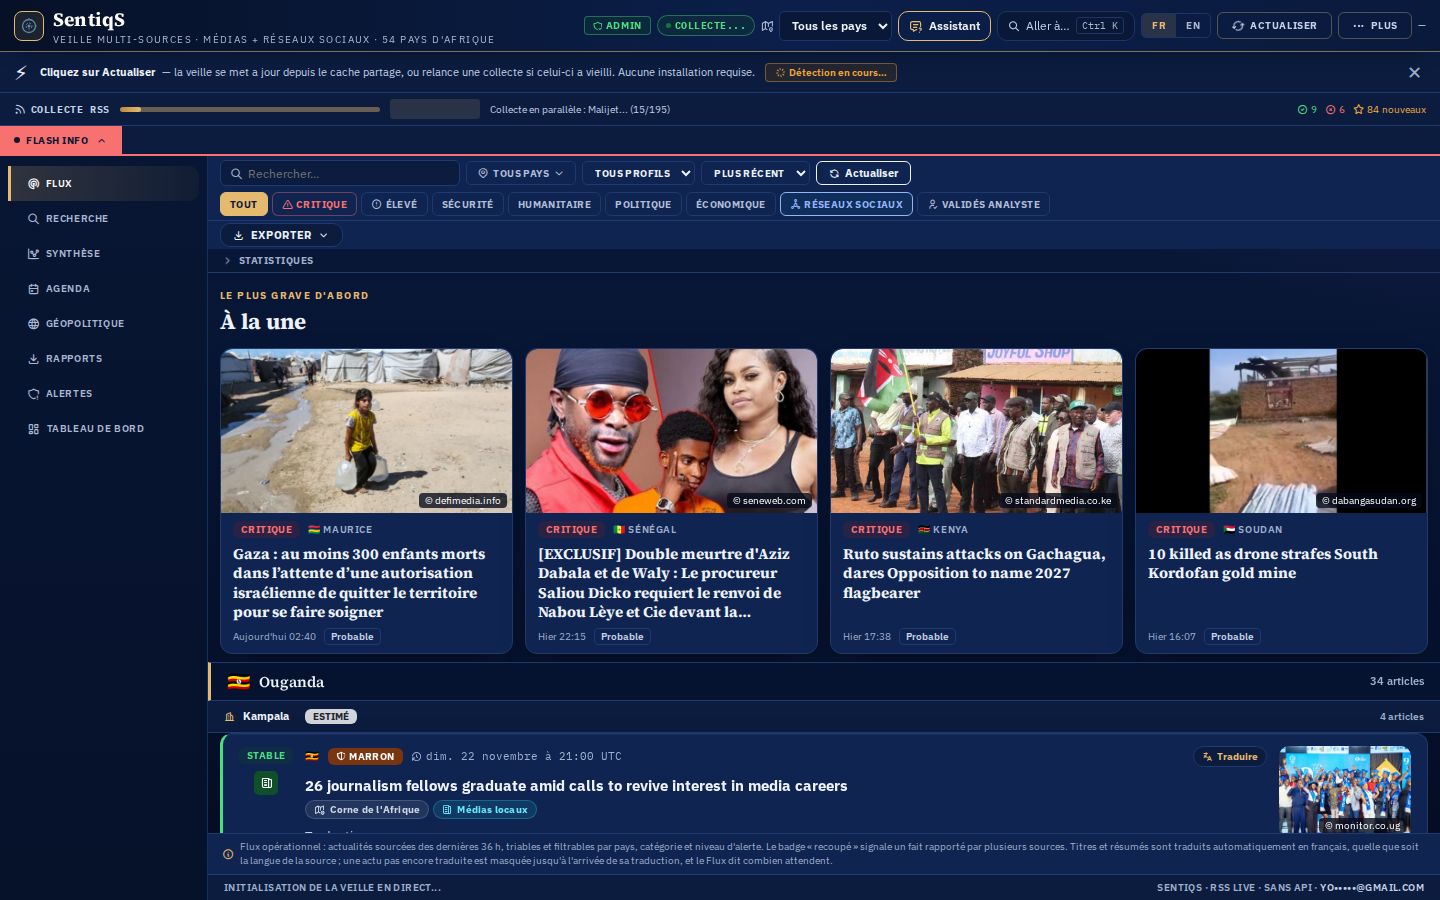 SentiqS
VEILLE MULTI-SOURCES · MÉDIAS + RÉSEAUX SOCIAUX · 54 PAYS D'AFRIQUE
ADMIN
COLLECTE...
Tous les pays
Assistant
Aller à... Ctrl K
FR EN
ACTUALISER
··· PLUS
Cliquez sur Actualiser — la veille se met a jour depuis le cache partage, ou relance une collecte si celui-ci a vieilli. Aucune installation requise.
Détection en cours...
COLLECTE RSS
Collecte en parallèle : Malijet... (15/195)
9 6 84 nouveaux
FLASH INFO
FLUX
RECHERCHE
SYNTHÈSE
AGENDA
GÉOPOLITIQUE
RAPPORTS
ALERTES
TABLEAU DE BORD
Rechercher...
TOUS PAYS
TOUS PROFILS
PLUS RÉCENT
Actualiser
TOUT
CRITIQUE
ÉLEVÉ
SÉCURITÉ
HUMANITAIRE
POLITIQUE
ÉCONOMIQUE
RÉSEAUX SOCIAUX
VALIDÉS ANALYSTE
EXPORTER
STATISTIQUES
LE PLUS GRAVE D'ABORD
À la une
© defimedia.info
CRITIQUE MAURICE
Gaza : au moins 300 enfants morts
dans l’attente d’une autorisation
israélienne de quitter le territoire
pour se faire soigner
Aujourd'hui 02:40 Probable
© seneweb.com
CRITIQUE SÉNÉGAL
[EXCLUSIF] Double meurtre d'Aziz
Dabala et de Waly : Le procureur
Saliou Dicko requiert le renvoi de
Nabou Lèye et Cie devant la...
Hier 22:15 Probable
JOYFUL SHOP
© standardmedia.co.ke
CRITIQUE KENYA
Ruto sustains attacks on Gachagua,
dares Opposition to name 2027
flagbearer
Hier 17:38 Probable
© dabangasudan.org
CRITIQUE SOUDAN
10 killed as drone strafes South
Kordofan gold mine
Hier 16:07 Probable
Ouganda
34 articles
Kampala ESTIMÉ
4 articles
STABLE
MARRON
dim. 22 novembre à 21:00 UTC
Traduire
26 journalism fellows graduate amid calls to revive interest in media careers
Corne de l'Afrique
Médias locaux
© monitor.co.ug
Flux opérationnel : actualités sourcées des dernières 36 h, triables et filtrables par pays, catégorie et niveau d'alerte. Le badge « recoupé » signale un fait rapporté par plusieurs sources. Titres et résumés sont traduits automatiquement en français, quelle que soit
la langue de la source ; une actu pas encore traduite est masquée jusqu'à l'arrivée de sa traduction, et le Flux dit combien attendent.
INITIALISATION DE LA VEILLE EN DIRECT...
SENTIQS · RSS LIVE · SANS API · YO•••••@GMAIL.COM